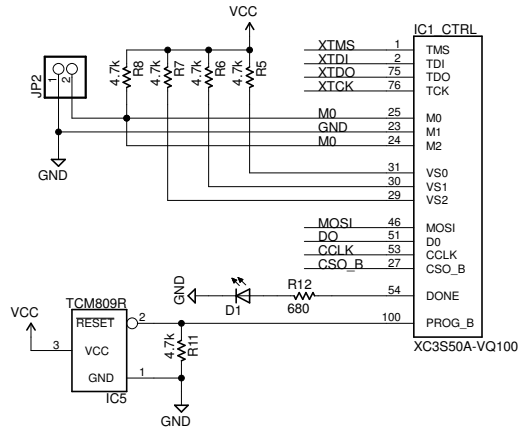 VCC
IC1_CTRL
XTMS 1 TMS
XTDI 2 TDI
XTDO 75 TDO
XTCK 76 TCK
JP2
1
2
4.7k R8
4.7k R7
4.7k R6
4.7k R5
M0 25 M0
GND 23 M1
M0 24 M2
GND
31 VS0
30 VS1
29 VS2
MOSI 46 MOSI
DO 51 D0
CCLK 53 CCLK
CSO_B 27 CSO_B
GND
D1
R12
680
54 DONE
TCM809R
VCC
RESET 2
100 PROG_B
3 VCC
4.7k R11
GND 1
IC5
XC3S50A-VQ100
GND